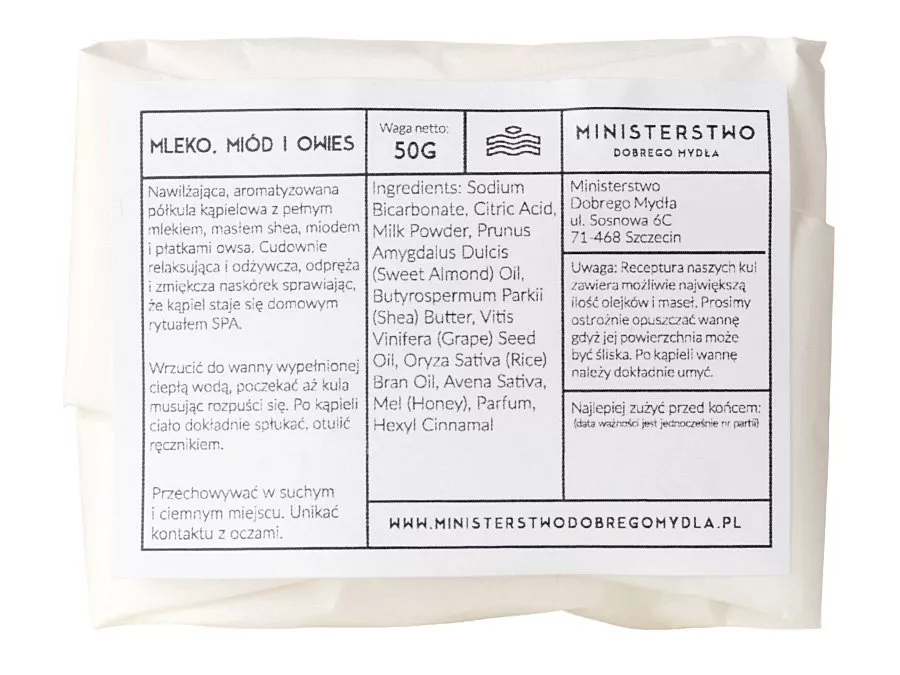 MLEKO, MIÓD I OWIES
Nawilżająca, aromatyzowana
półkula kąpielowa z pełnym
mlekiem, masłem shea, miodem
i płatkami owsa. Cudownie
relaksująca i odżywcza, odpręża
i zmiękcza naskórek sprawiając,
że kąpiel staje się domowym
rytuałem SPA.
Wrzucić do wanny wypełnionej
ciepłą wodą, poczekać aż kula
musując rozpuści się. Po kąpieli
ciało dokładnie spłukać, otulić
ręcznikiem.
Przechowywać w suchym
i ciemnym miejscu. Unikać
kontaktu z oczami.
Waga netto:
50G
Ingredients: Sodium
Bicarbonate, Citric Acid,
Milk Powder, Prunus
Amygdalus Dulcis
(Sweet Almond) Oil,
Butyrospermum Parkii
(Shea) Butter, Vitis
Vinifera (Grape) Seed
Oil, Oryza Sativa (Rice)
Bran Oil, Avena Sativa,
Mel (Honey), Parfum,
Hexyl Cinnamal
MINISTERSTWO
DOBREGO MYDŁA
Ministerstwo
Dobrego Mydła
ul. Sosnowa 6C
71-468 Szczecin
Uwaga: Receptura naszych kul
zawiera możliwie największą
ilość olejków i maseł. Prosimy
ostrożnie opuszczać wannę
gdyż jej powierzchnia może
być śliska. Po kąpieli wannę
należy dokładnie umyć.
Najlepiej zużyć przed końcem:
(data ważności jest jednocześnie nr partii)
WWW.MINISTERSTWODOBREGOMYDLA.PL